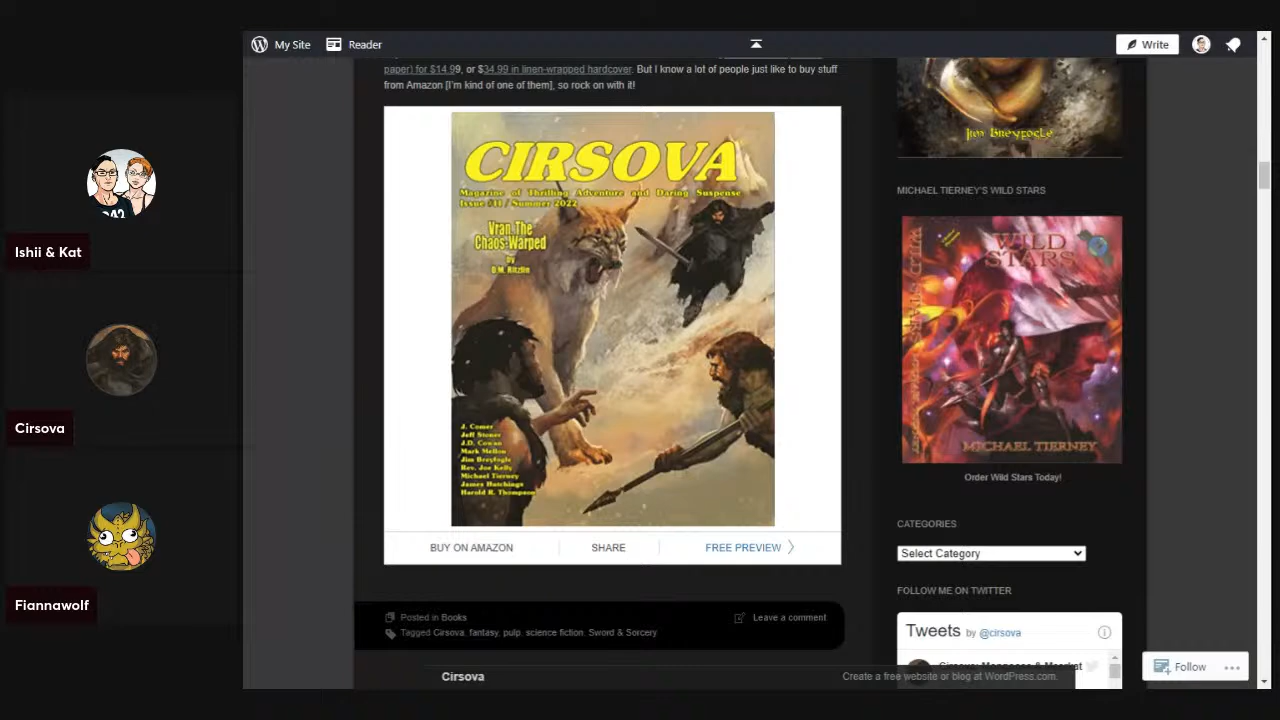 My Site
Reader
Write
paper) for $14.99, or $34.99 in linen-wrapped hardcover. But I know a lot of people just like to buy stuff
from Amazon [I'm kind of one of them], so rock on with it!
Jim Breyfogle
CIRSOVA
Magazine of Thrilling Adventure and Daring Suspense
Issue #11 / Summer 2022
Vran, The
Chaos-Warped
by
D.M. Ritzlin
J. Comer
Jeff Stoner
J.D. Cowan
Mark Mellon
Jim Breyfogle
Rev. Joe Kelly
Michael Tierney
James Hutchings
Harold R. Thompson
BUY ON AMAZON
SHARE
FREE PREVIEW
Posted in Books
Leave a comment
Tagged Cirsova, fantasy, pulp, science fiction, Sword & Sorcery
MICHAEL TIERNEY'S WILD STARS
WILD
STARS
MICHAEL TIERNEY
Order Wild Stars Today!
CATEGORIES
Select Category
FOLLOW ME ON TWITTER
Tweets by @cirsova
Cirsova: Mongoose & Meerkat
Follow
Cirsova
Create a free website or blog at WordPress.com.
Ishii & Kat
Cirsova
Fiannawolf